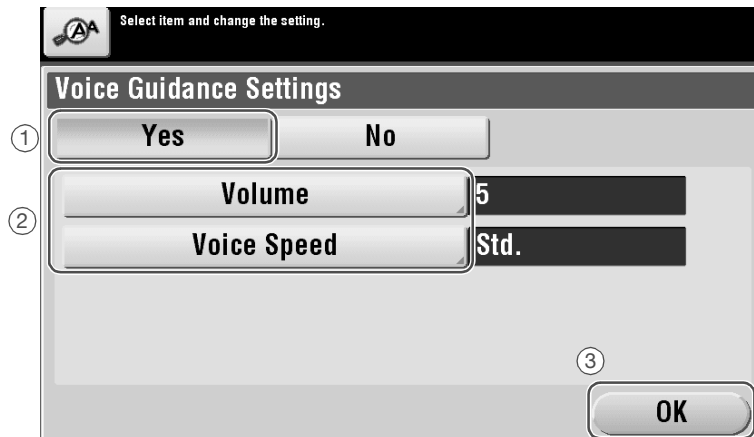 AA
Select item and change the setting.
Voice Guidance Settings
1 Yes No
2
Volume 5
Voice Speed Std.
3
OK